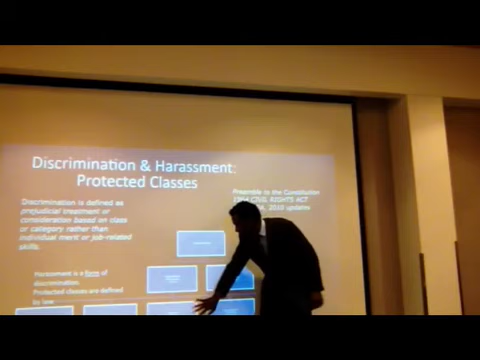 Discrimination & Harassment:
Protected Classes
Discrimination is defined as
prejudicial treatment or
consideration based on class
or category rather than
individual merit or job-related
skills.
Preamble to the Constitution
1964 CIVIL RIGHTS ACT
2010 updates
Harassment is a form of
discrimination.
Protected classes are defined
by law